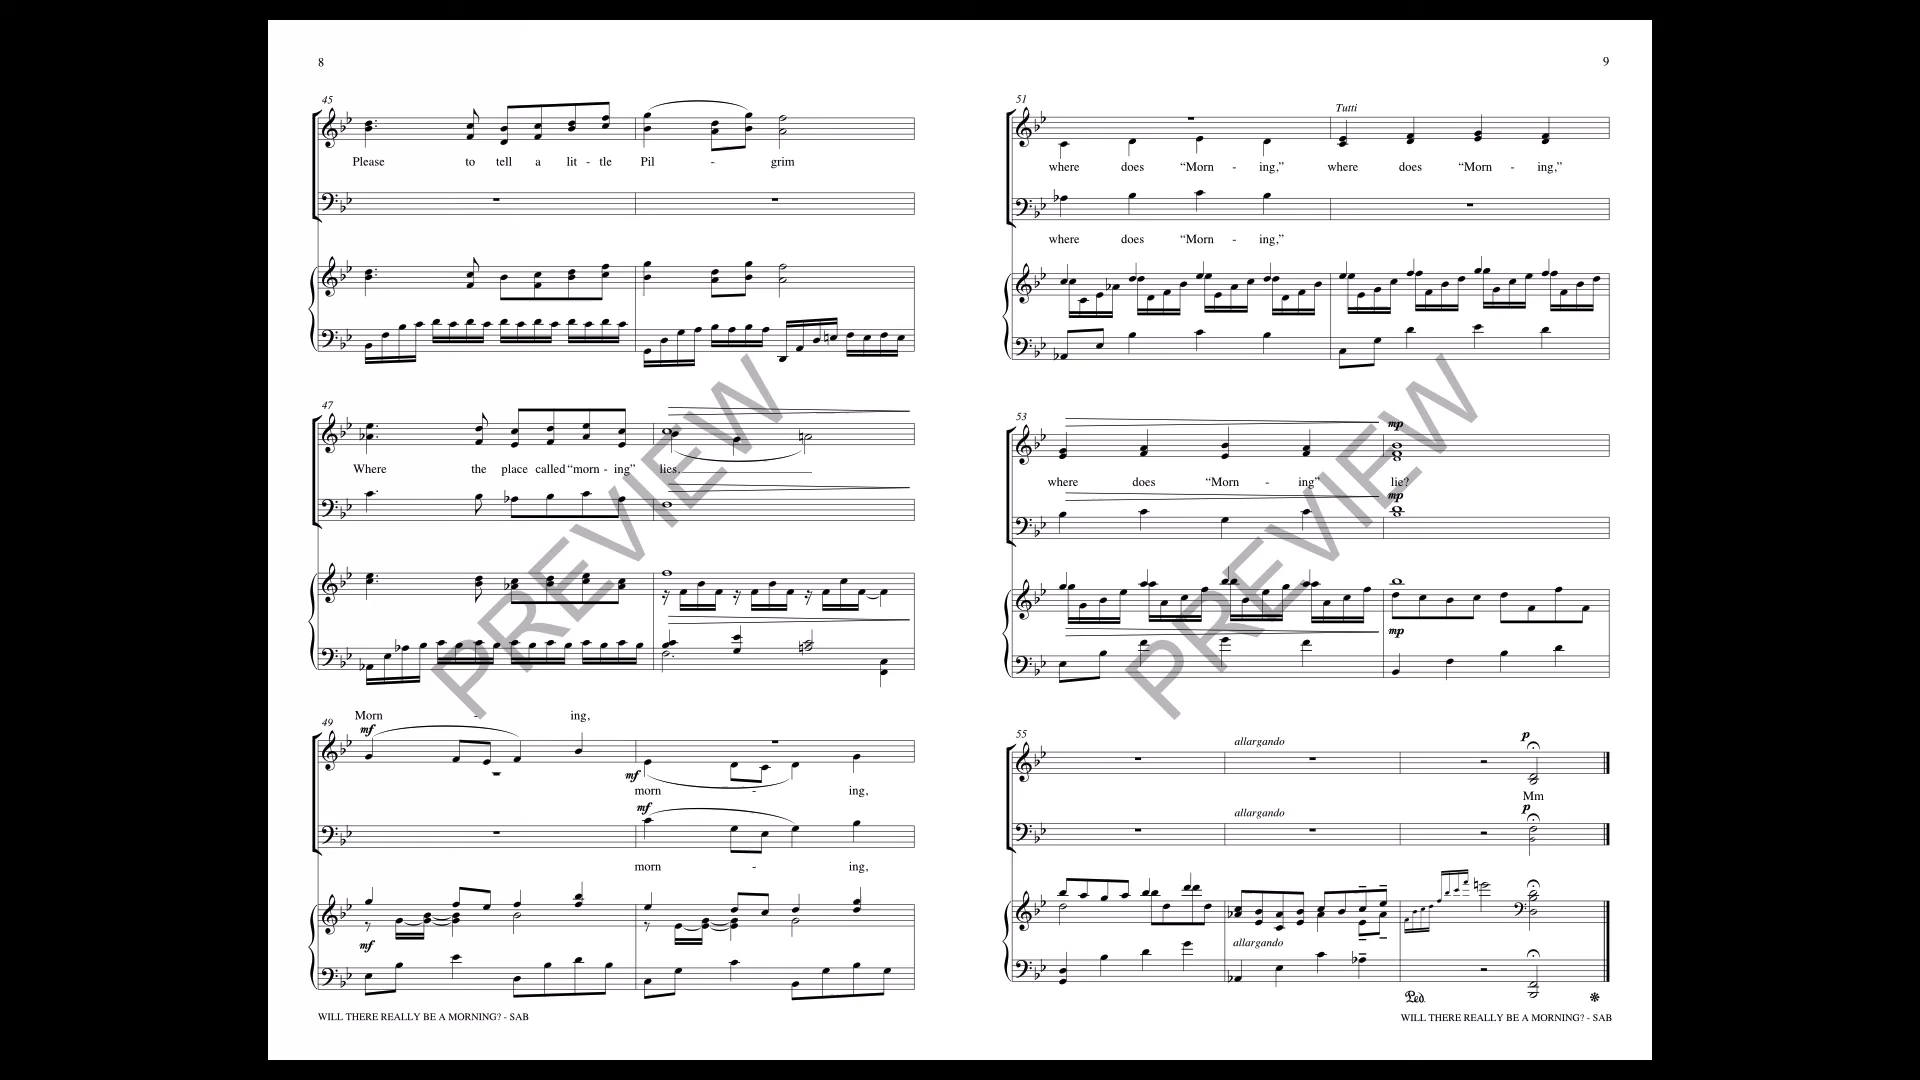 8
45
Please to tell a lit - tle Pil - grim
47
Where the place called “morn - ing” lies.
Morn - ing,
49
mf
mf
morn - ing,
mf
morn - ing,
mf
WILL THERE REALLY BE A MORNING? - SAB
9
51
Tutti
where does “Morn - ing,” where does “Morn - ing,”
where does “Morn - ing,”
53
mp
where does “Morn - ing” lie?
mp
mp
55
allargando
p
Mm
allargando
p
allargando
Ped.
WILL THERE REALLY BE A MORNING? - SAB
PREVIEW
PREVIEW